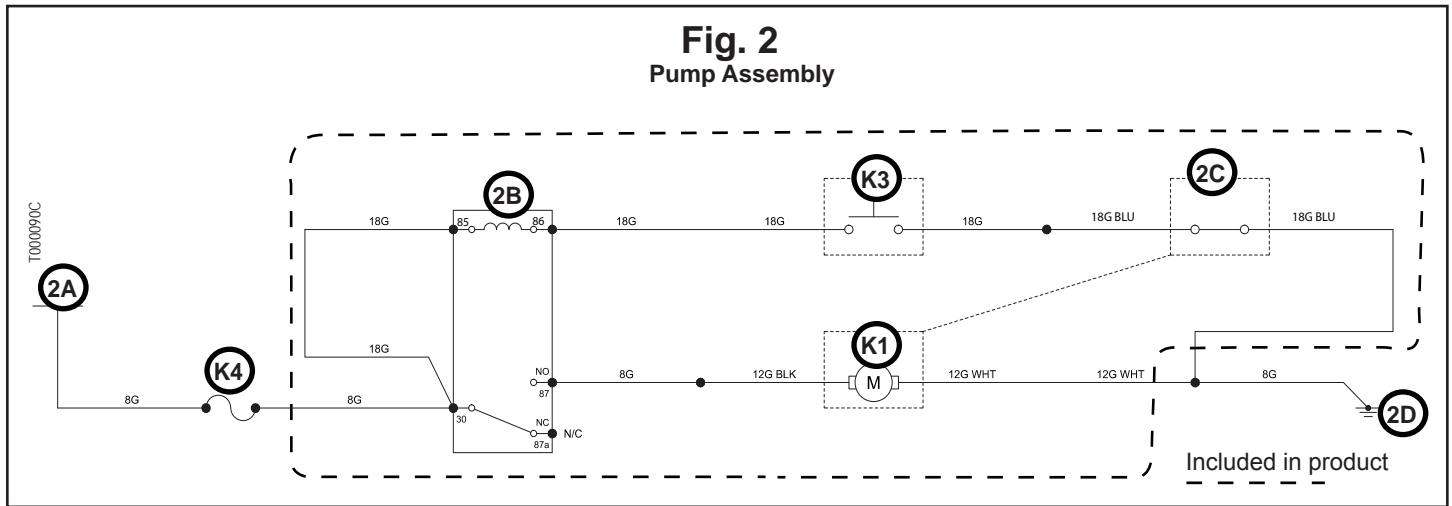 Fig. 2
Pump Assembly
T000090C
2A
K4
8G
8G
18G
18G
2B
85
86
30
NO
87
NC
87a
N/C
18G
18G
K3
18G
18G BLU
2C
18G BLU
8G
12G BLK
K1
M
12G WHT
12G WHT
8G
2D
Included in product